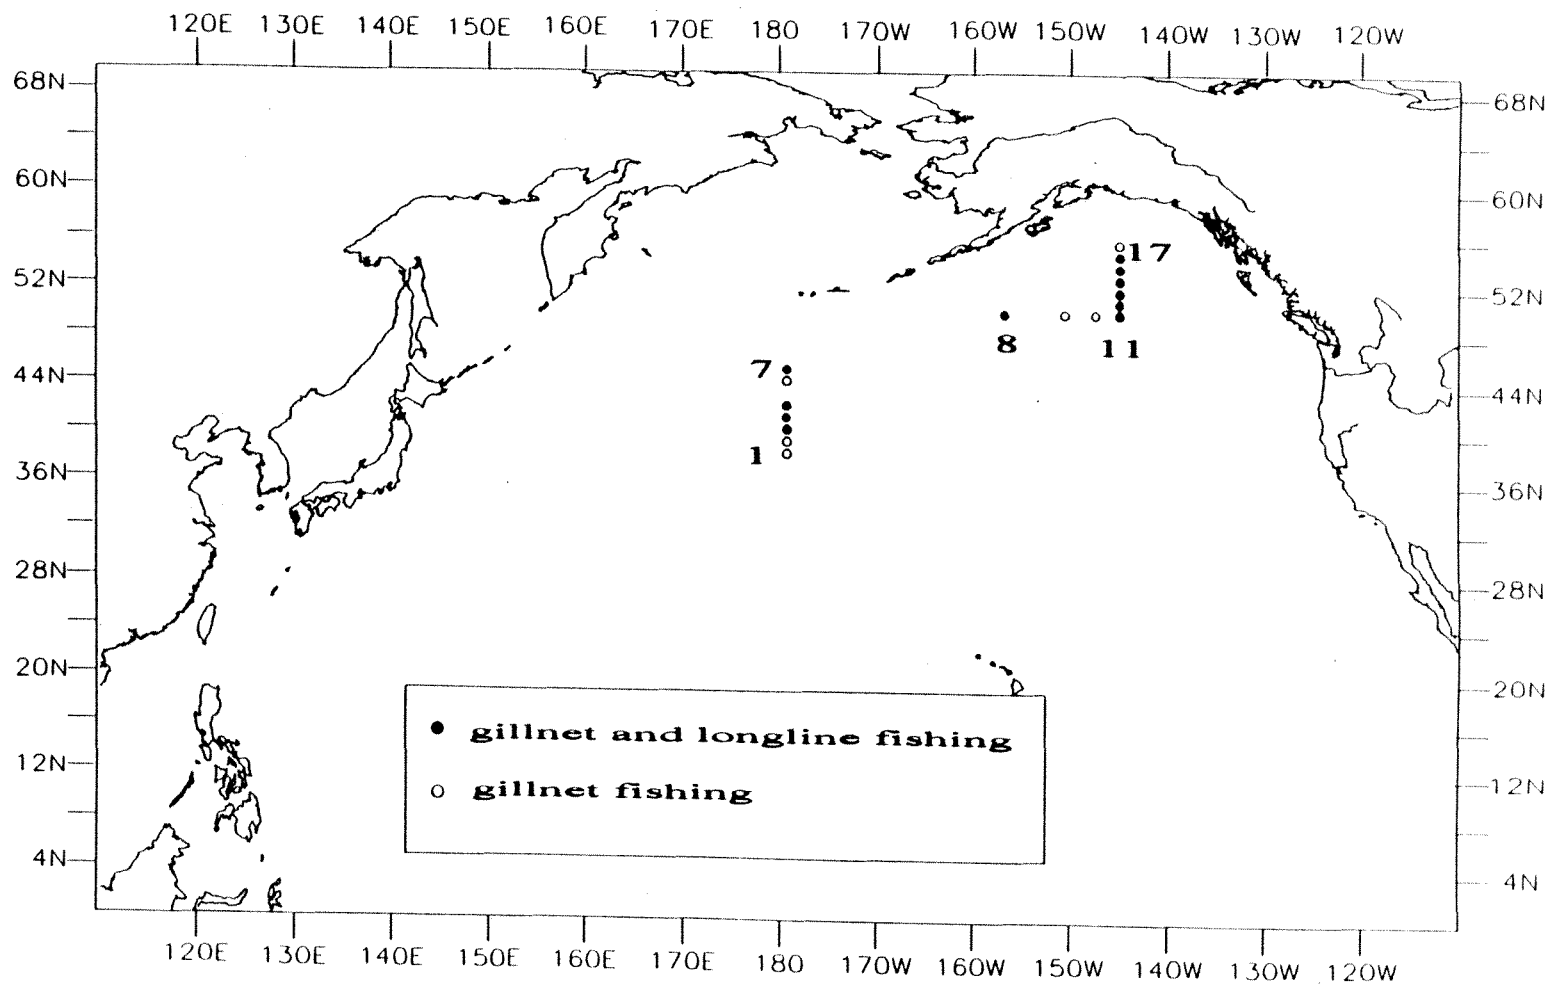 120E 130E 140E 150E 160E 170E 180 170W 160W 150W 140W 130W 120W
68N 68N
60N 60N
17
52N 52N
8 11
7
44N 44N
1
36N 36N
28N 28N
20N 20N
gillnet and longline fishing
12N 12N
gillnet fishing
4N 4N
120E 130E 140E 150E 160E 170E 180 170W 160W 150W 140W 130W 120W